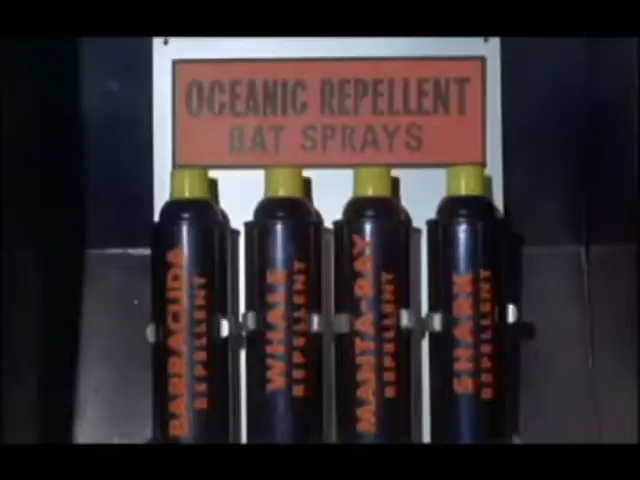 OCEANIC REPELLENT
BAT SPRAYS
BARRACUDA
REPELLENT
WHALE
REPELLENT
MANTA-RAY
REPELLENT
SHARK
REPELLENT